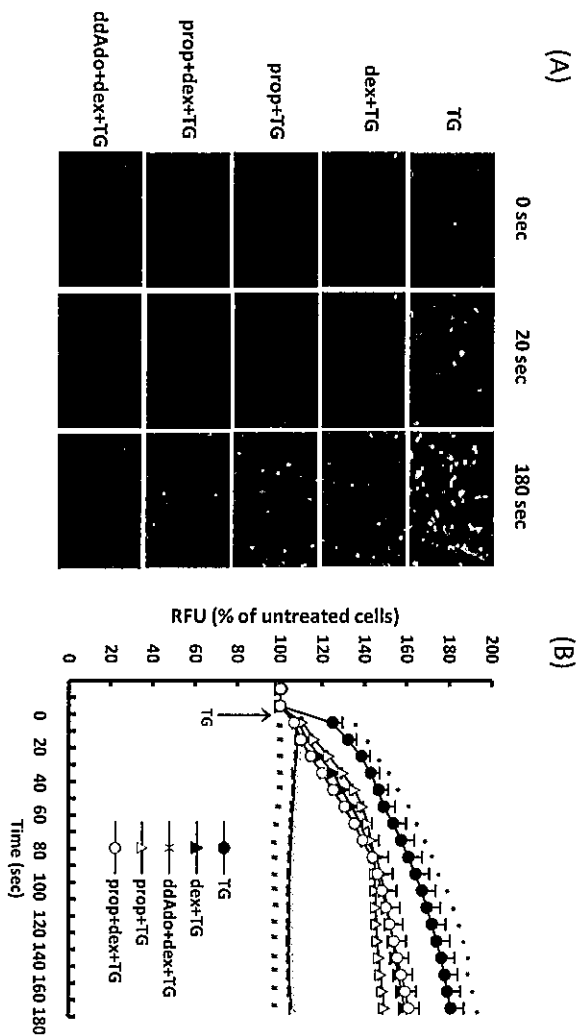 (A)
0 sec
20 sec
180 sec
TG
dex+TG
prop+TG
prop+dex+TG
ddAdo+dex+TG
(B)
RFU (% of untreated cells)
200
180
160
140
120
100
80
60
40
20
0
TG
TG
dex+TG
ddAdo+dex+TG
prop+TG
prop+dex+TG
0 20 40 60 80 100 120 140 160 180
Time (sec)